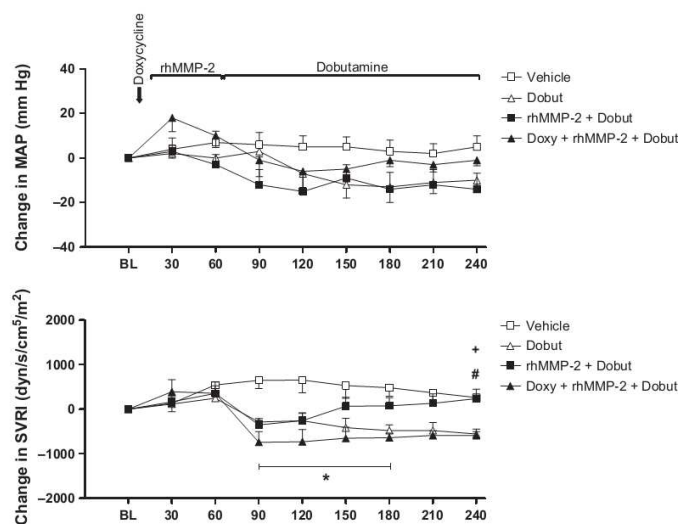 Doxycycline
rhMMP-2
Dobutamine
Change in MAP (mm Hg)
40
20
0
–20
–40
BL 30 60 90 120 150 180 210 240
Vehicle
Dobut
rhMMP-2 + Dobut
Doxy + rhMMP-2 + Dobut
Change in SVRI (dyn/s/cm⁵/m²)
2000
1000
0
–1000
–2000
+
#
*
BL 30 60 90 120 150 180 210 240
Vehicle
Dobut
rhMMP-2 + Dobut
Doxy + rhMMP-2 + Dobut